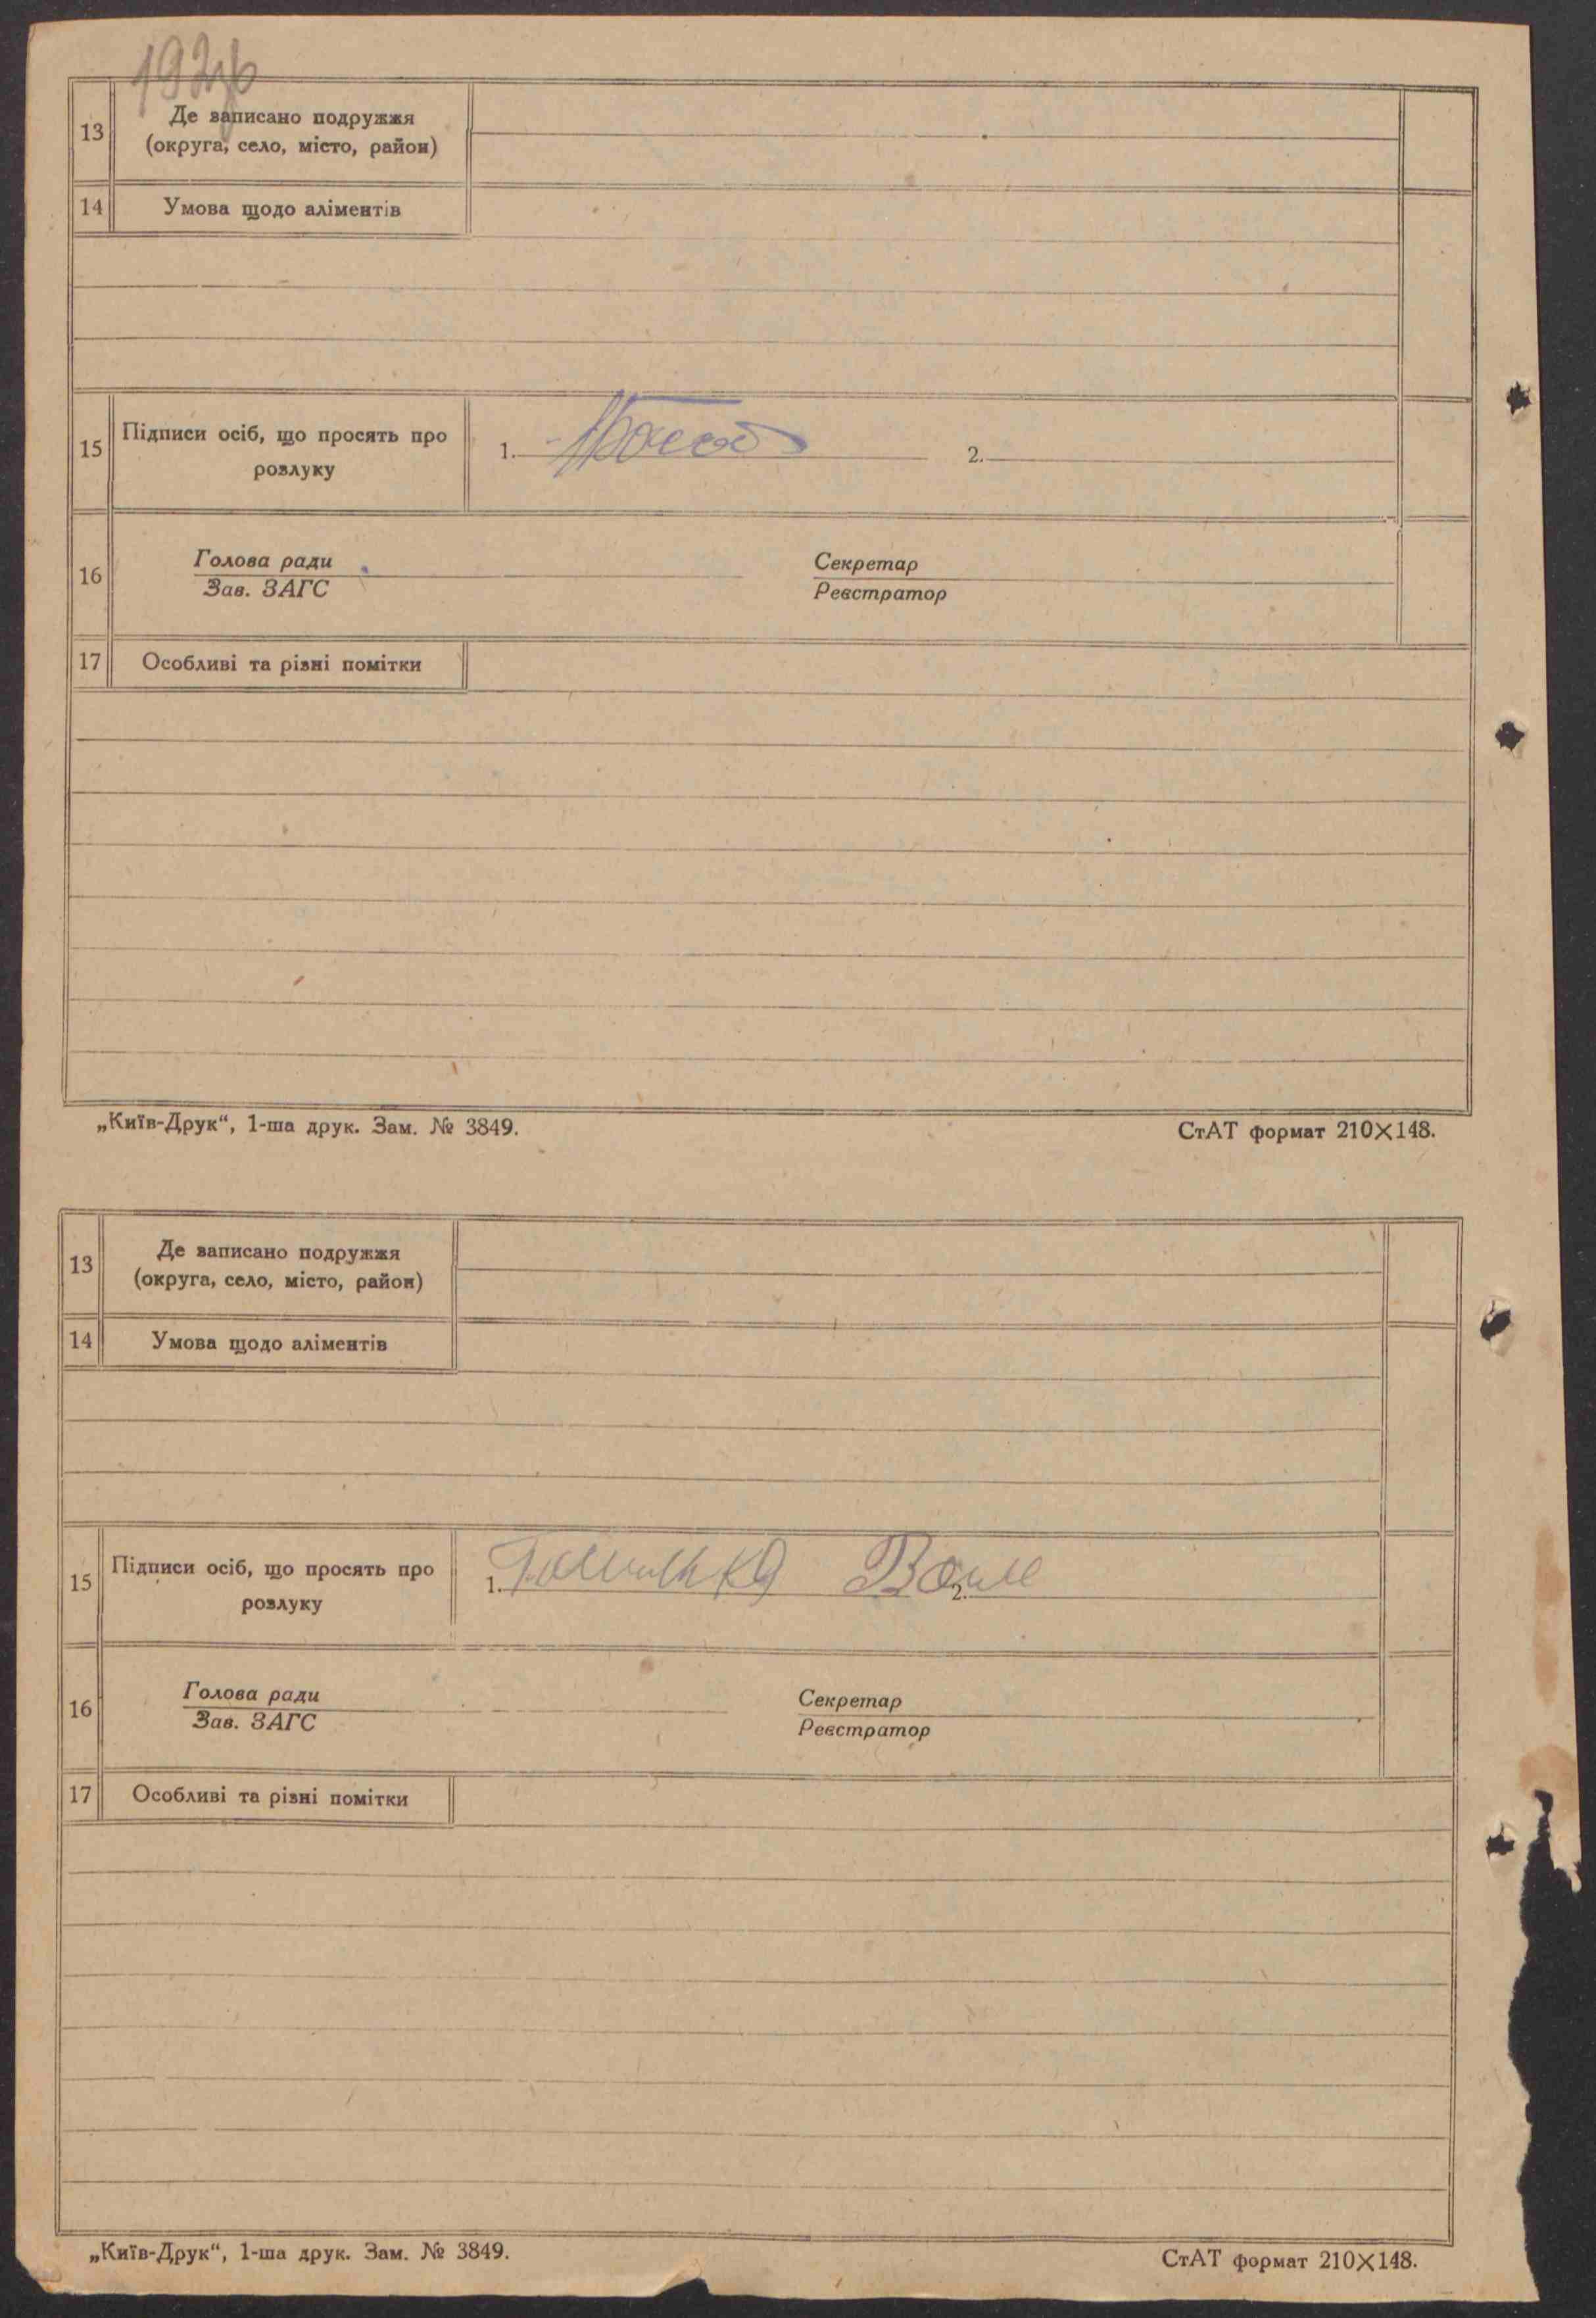 13 Де записано подружжя
(округа, село, місто, район)
14 Умова щодо аліментів
15 Підписи осіб, що просять про
розлуку
1. 2.
16 Голова ради Секретар
Зав. ЗАГС Реєстратор
17 Особливі та різні помітки
„Київ-Друк“, 1-ша друк. Зам. № 3849. СтАТ формат 210×148.
13 Де записано подружжя
(округа, село, місто, район)
14 Умова щодо аліментів
15 Підписи осіб, що просять про
розлуку
1. 2.
16 Голова ради Секретар
Зав. ЗАГС Реєстратор
17 Особливі та різні помітки
„Київ-Друк“, 1-ша друк. Зам. № 3849. СтАТ формат 210×148.